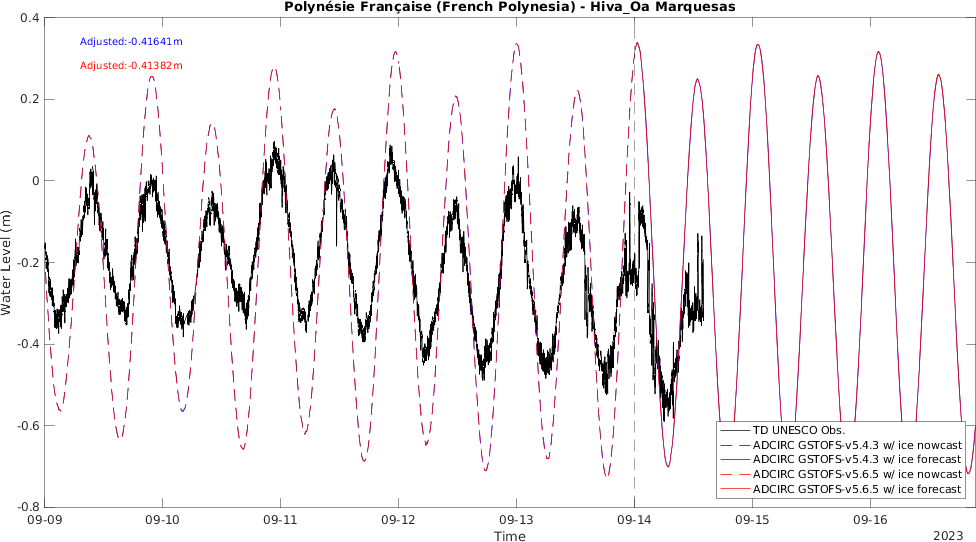 Polynésie Française (French Polynesia) - Hiva_Oa Marquesas
0.4
Adjusted:-0.41641m
Adjusted:-0.41382m
0.2
0
-0.2
-0.4
-0.6
-0.8
Water Level (m)
TD UNESCO Obs.
ADCIRC GSTOFS-v5.4.3 w/ ice nowcast
ADCIRC GSTOFS-v5.4.3 w/ ice forecast
ADCIRC GSTOFS-v5.6.5 w/ ice nowcast
ADCIRC GSTOFS-v5.6.5 w/ ice forecast
09-09 09-10 09-11 09-12 09-13 09-14 09-15 09-16
Time
2023